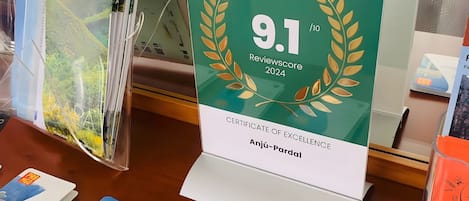 9.1 /10
Reviewscore
2024
CERTIFICATE OF EXCELLENCE
Anjú-Pardal